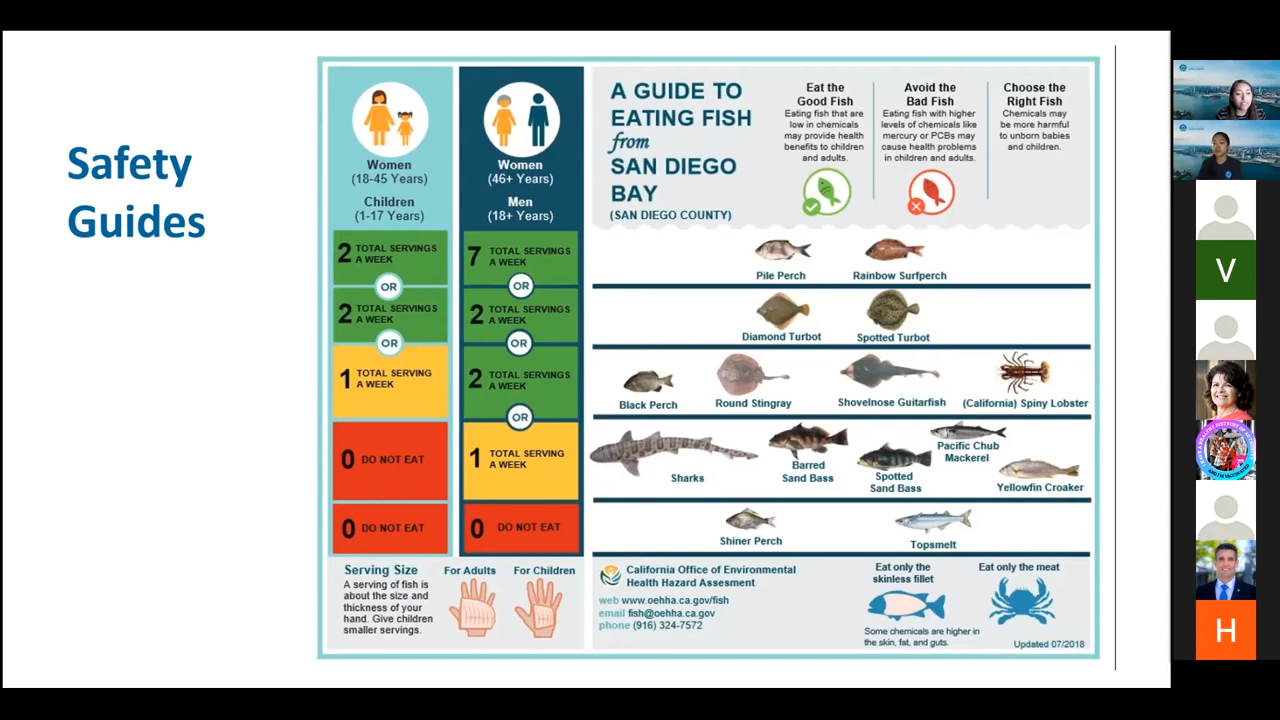 Safety
Guides
Women
(18-45 Years)
Children
(1-17 Years)
Women
(46+ Years)
Men
(18+ Years)
A GUIDE TO
EATING FISH
from
SAN DIEGO
BAY
(SAN DIEGO COUNTY)
Eat the
Good Fish
Eating fish that are
low in chemicals
may provide health
benefits to children
and adults.
Avoid the
Bad Fish
Eating fish with higher
levels of chemicals like
mercury or PCBs may
cause health problems
in children and adults.
Choose the
Right Fish
Chemicals may
be more harmful
to unborn babies
and children.
2 TOTAL SERVINGS
A WEEK
OR
7 TOTAL SERVINGS
A WEEK
OR
Pile Perch
Rainbow Surfperch
2 TOTAL SERVINGS
A WEEK
OR
2 TOTAL SERVINGS
A WEEK
OR
Diamond Turbot
Spotted Turbot
1 TOTAL SERVING
A WEEK
2 TOTAL SERVINGS
A WEEK
OR
Black Perch
Round Stingray
Shovelnose Guitarfish
(California) Spiny Lobster
0 DO NOT EAT
1 TOTAL SERVING
A WEEK
Sharks
Barred
Sand Bass
Spotted
Sand Bass
Pacific Chub
Mackerel
Yellowfin Croaker
0 DO NOT EAT
0 DO NOT EAT
Shiner Perch
Topsmelt
Serving Size
A serving of fish is
about the size and
thickness of your
hand. Give children
smaller servings.
For Adults
For Children
California Office of Environmental
Health Hazard Assesment
web www.oehha.ca.gov/fish
email fish@oehha.ca.gov
phone (916) 324-7572
Eat only the
skinless fillet
Some chemicals are higher in
the skin, fat, and guts.
Eat only the meat
Updated 07/2018
V
H